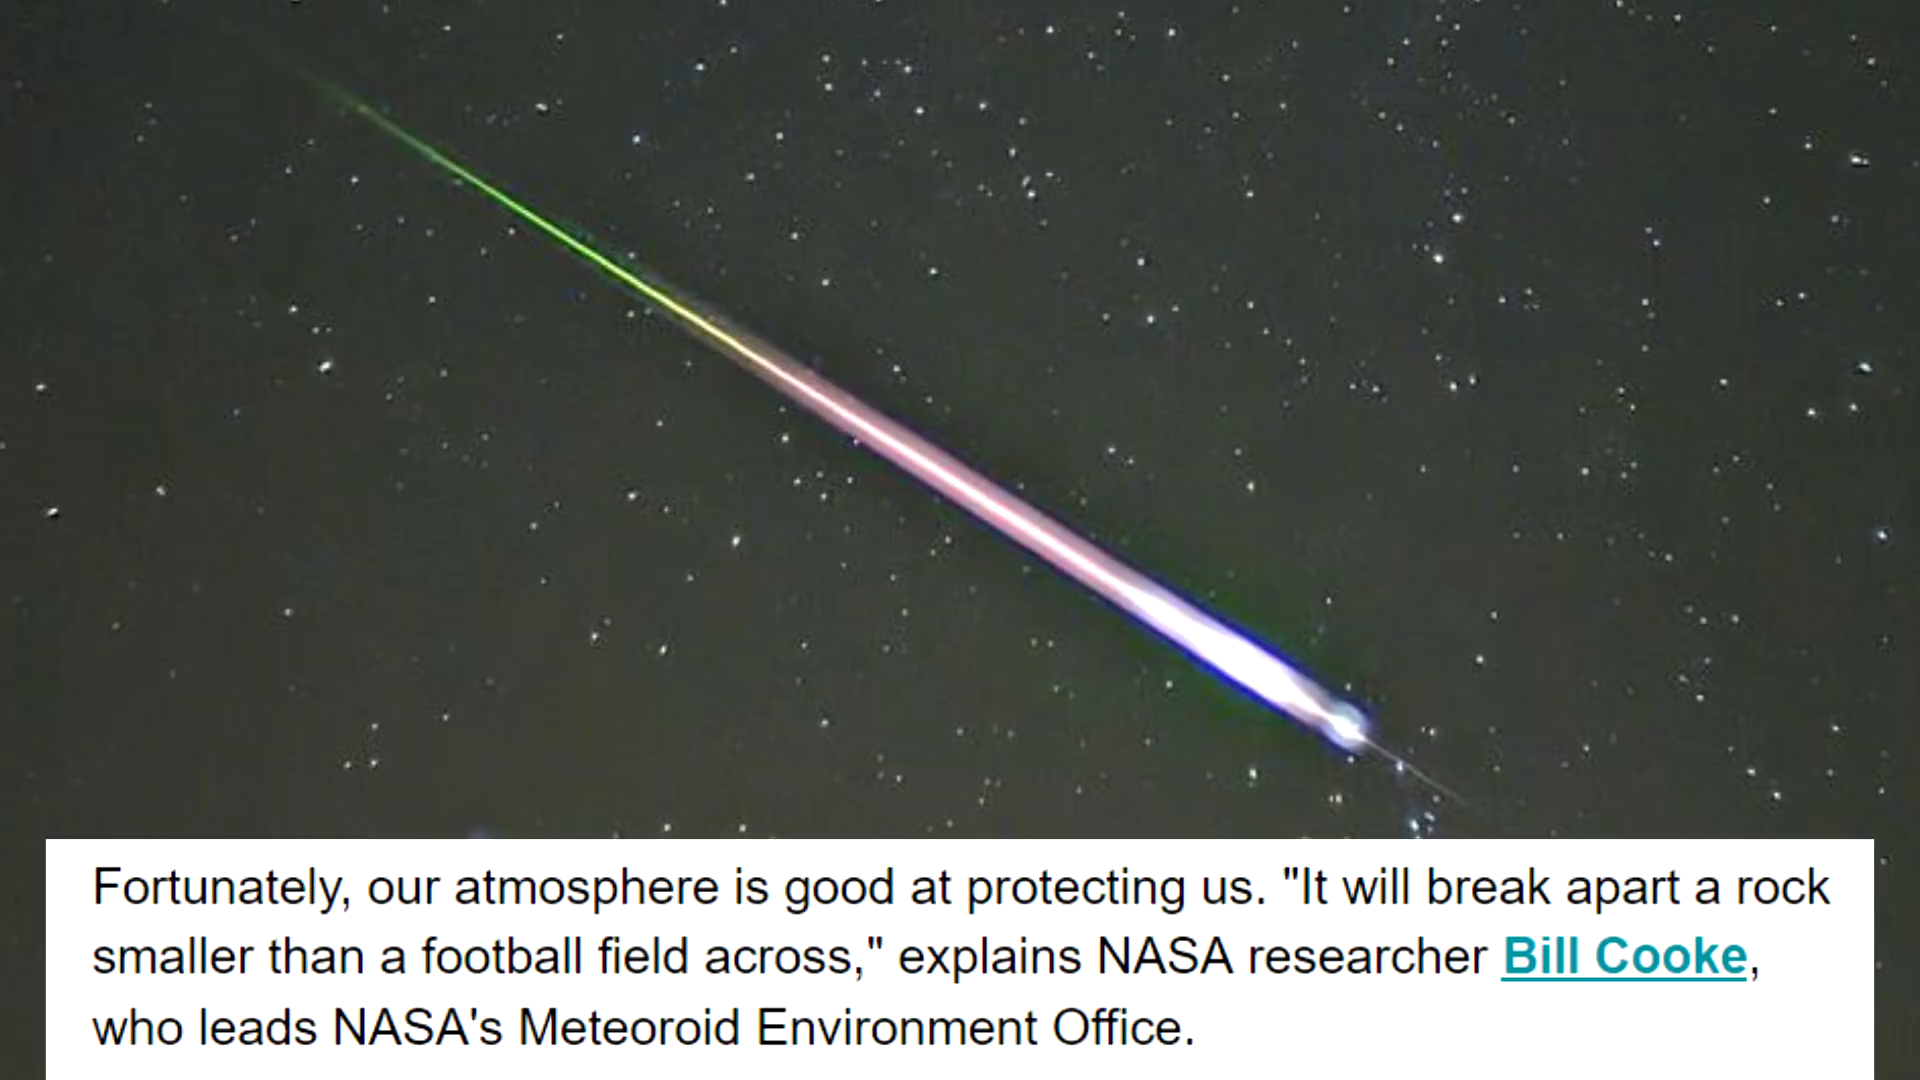 Fortunately, our atmosphere is good at protecting us. "It will break apart a rock
smaller than a football field across," explains NASA researcher Bill Cooke,
who leads NASA's Meteoroid Environment Office.